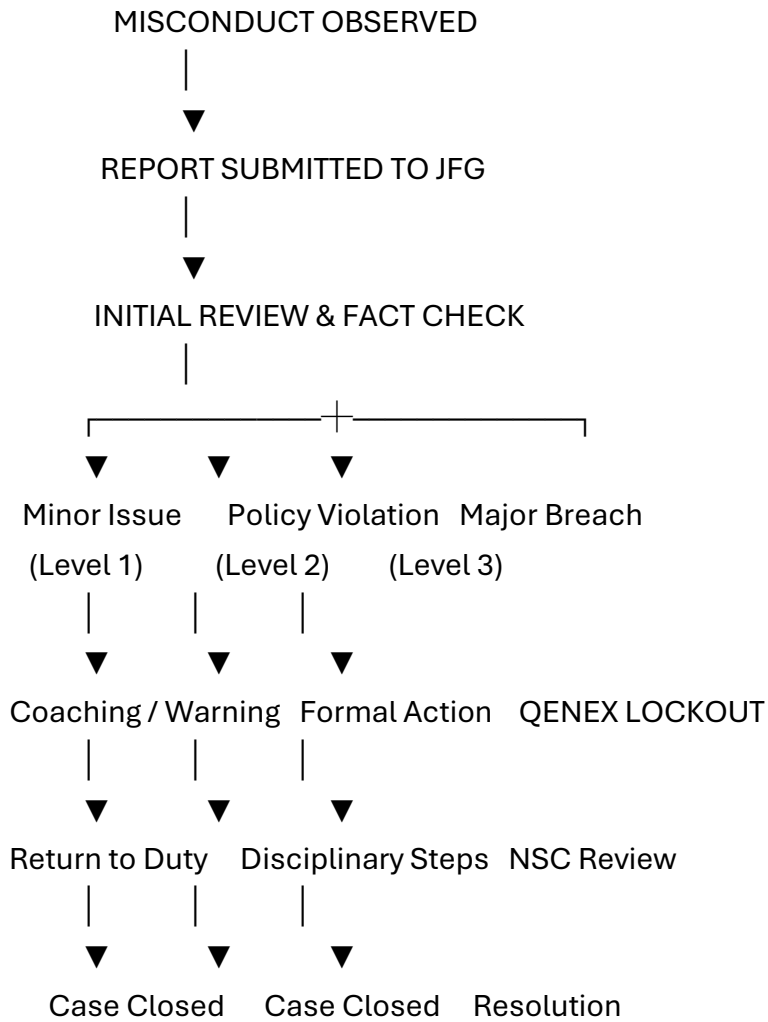 MISCONDUCT OBSERVED
REPORT SUBMITTED TO JFG
INITIAL REVIEW & FACT CHECK
Minor Issue Policy Violation Major Breach
(Level 1) (Level 2) (Level 3)
Coaching / Warning Formal Action QENEX LOCKOUT
Return to Duty Disciplinary Steps NSC Review
Case Closed Case Closed Resolution